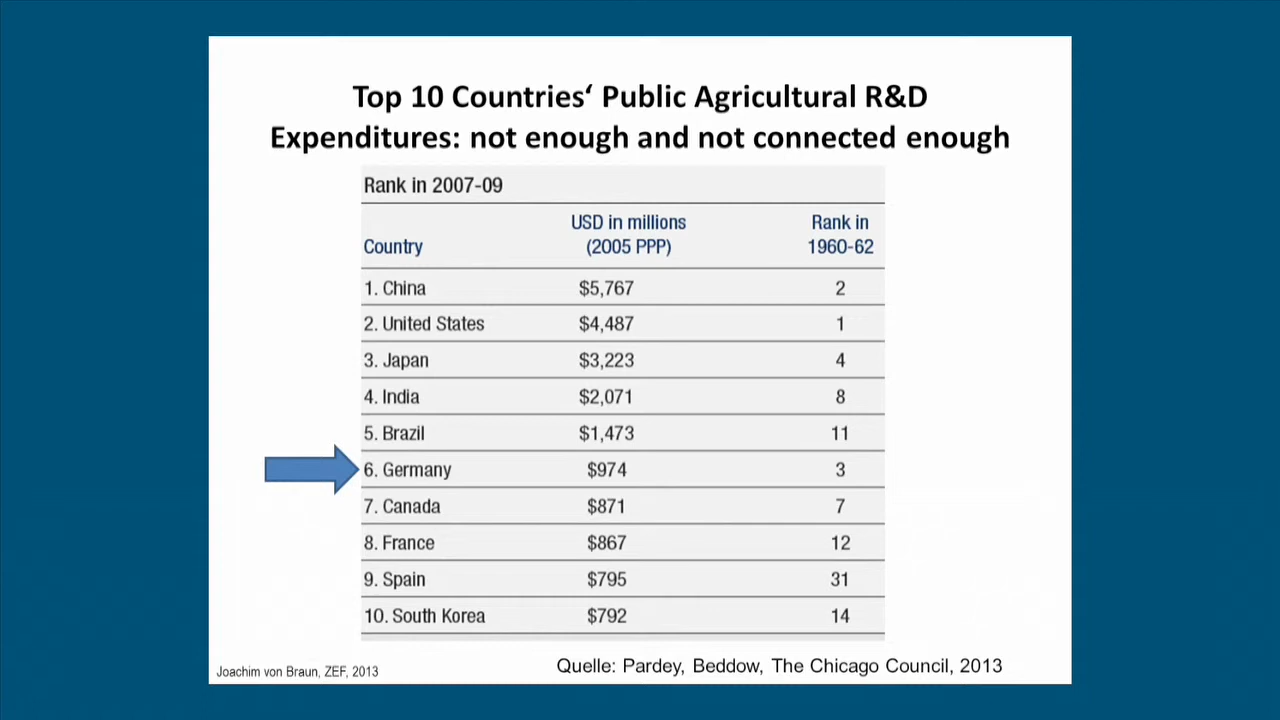 Top 10 Countries‘ Public Agricultural R&D
Expenditures: not enough and not connected enough
Rank in 2007-09
Country USD in millions (2005 PPP) Rank in 1960-62
1. China $5,767 2
2. United States $4,487 1
3. Japan $3,223 4
4. India $2,071 8
5. Brazil $1,473 11
6. Germany $974 3
7. Canada $871 7
8. France $867 12
9. Spain $795 31
10. South Korea $792 14
Joachim von Braun, ZEF, 2013
Quelle: Pardey, Beddow, The Chicago Council, 2013